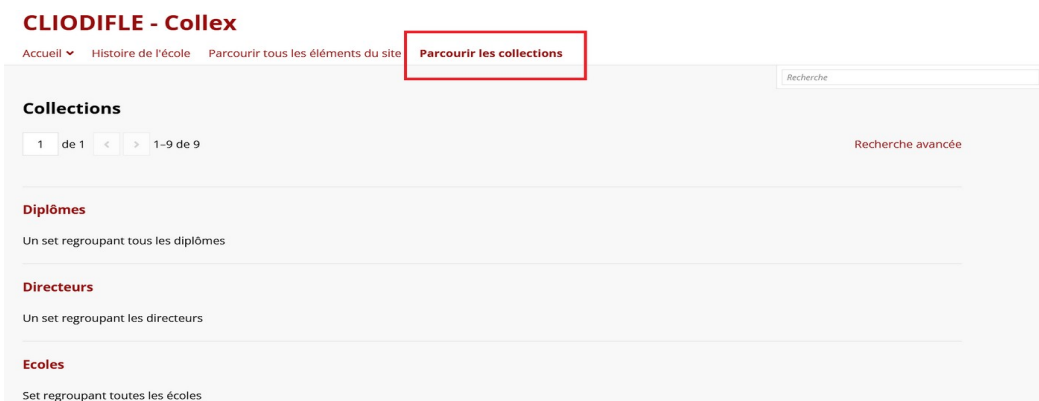 CLIODIFLE - Collex
Accueil Histoire de l'école Parcourir tous les éléments du site Parcourir les collections
Recherche
Collections
1 de 1 < > 1–9 de 9 Recherche avancée
Diplômes
Un set regroupant tous les diplômes
Directeurs
Un set regroupant les directeurs
Ecoles
Set regroupant toutes les écoles